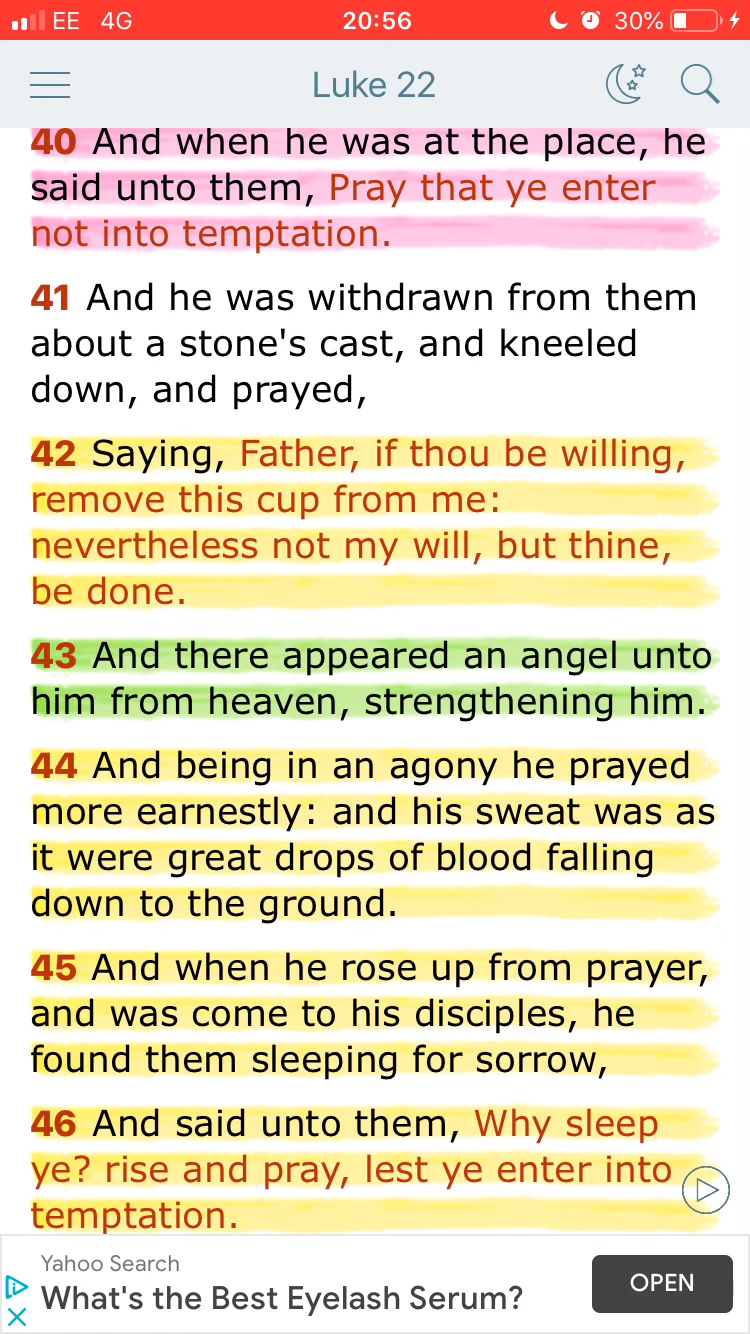 EE 4G 20:56 30%
Luke 22
40 And when he was at the place, he
said unto them, Pray that ye enter
not into temptation.
41 And he was withdrawn from them
about a stone's cast, and kneeled
down, and prayed,
42 Saying, Father, if thou be willing,
remove this cup from me:
nevertheless not my will, but thine,
be done.
43 And there appeared an angel unto
him from heaven, strengthening him.
44 And being in an agony he prayed
more earnestly: and his sweat was as
it were great drops of blood falling
down to the ground.
45 And when he rose up from prayer,
and was come to his disciples, he
found them sleeping for sorrow,
46 And said unto them, Why sleep
ye? rise and pray, lest ye enter into
temptation.
Yahoo Search
What's the Best Eyelash Serum?
OPEN